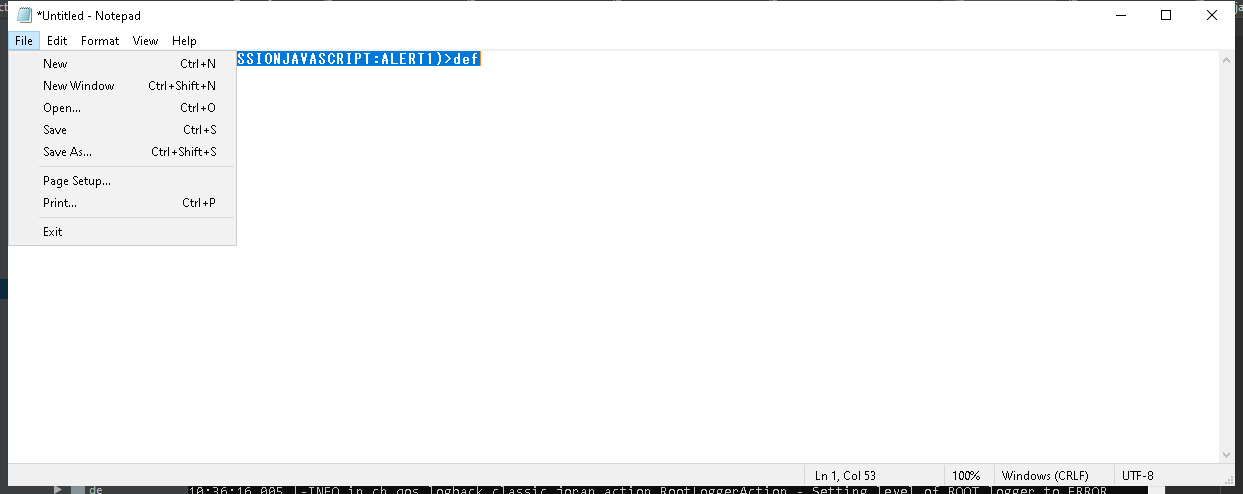 *Untitled - Notepad
File Edit Format View Help
SSIONJAVASCRIPT:ALERT1)>def
New Ctrl+N
New Window Ctrl+Shift+N
Open... Ctrl+O
Save Ctrl+S
Save As... Ctrl+Shift+S
Page Setup...
Print... Ctrl+P
Exit
Ln 1, Col 53 100% Windows (CRLF) UTF-8
de 10:36:16,005 |-INFO in ch.qos.logback.classic.joran.action.RootLoggerAction - Setting level of ROOT logger to ERROR